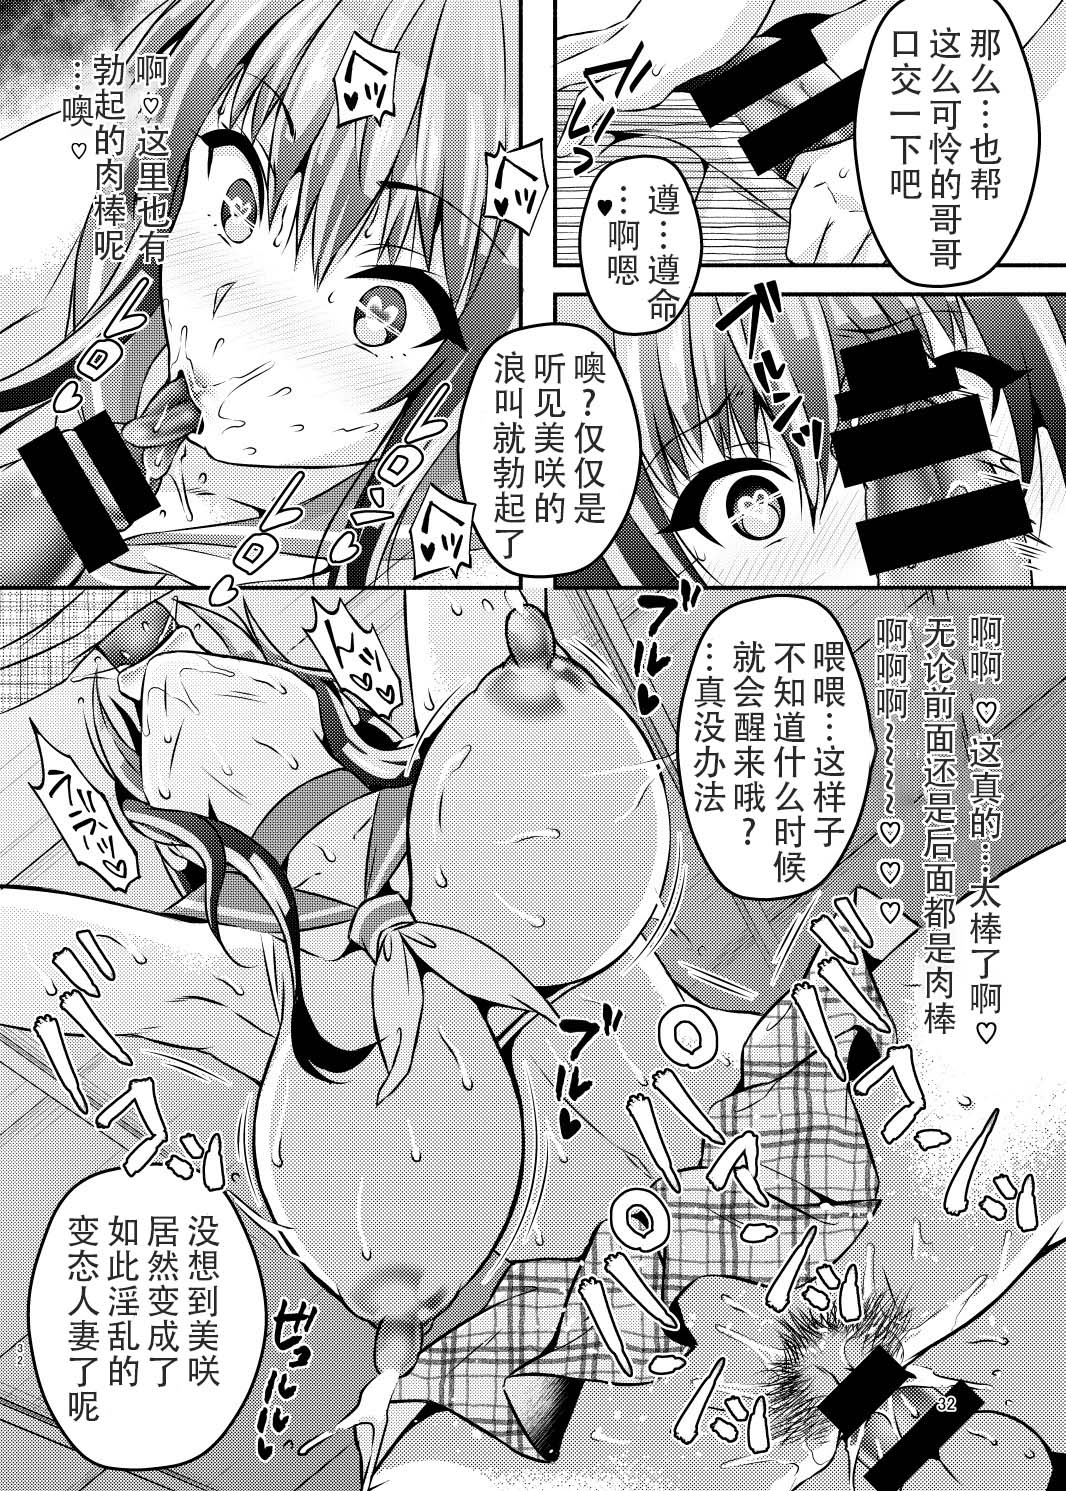 那么…也帮
这么可怜的哥哥
口交一下吧
遵…遵命
…啊嗯
♥
啊♡这里也有
勃起的肉棒呢
…噢♡
噢?仅仅是
听见美咲的
浪叫就勃起了
喂喂…这样子
不知道什么时候
就会醒来哦?
…真没办法
啊啊♡这真的…太棒了啊♡
无论前面还是后面都是肉棒
啊啊啊~~~~♡♡♡
没想到美咲
居然变成了
如此淫乱的
变态人妻了呢
32
32